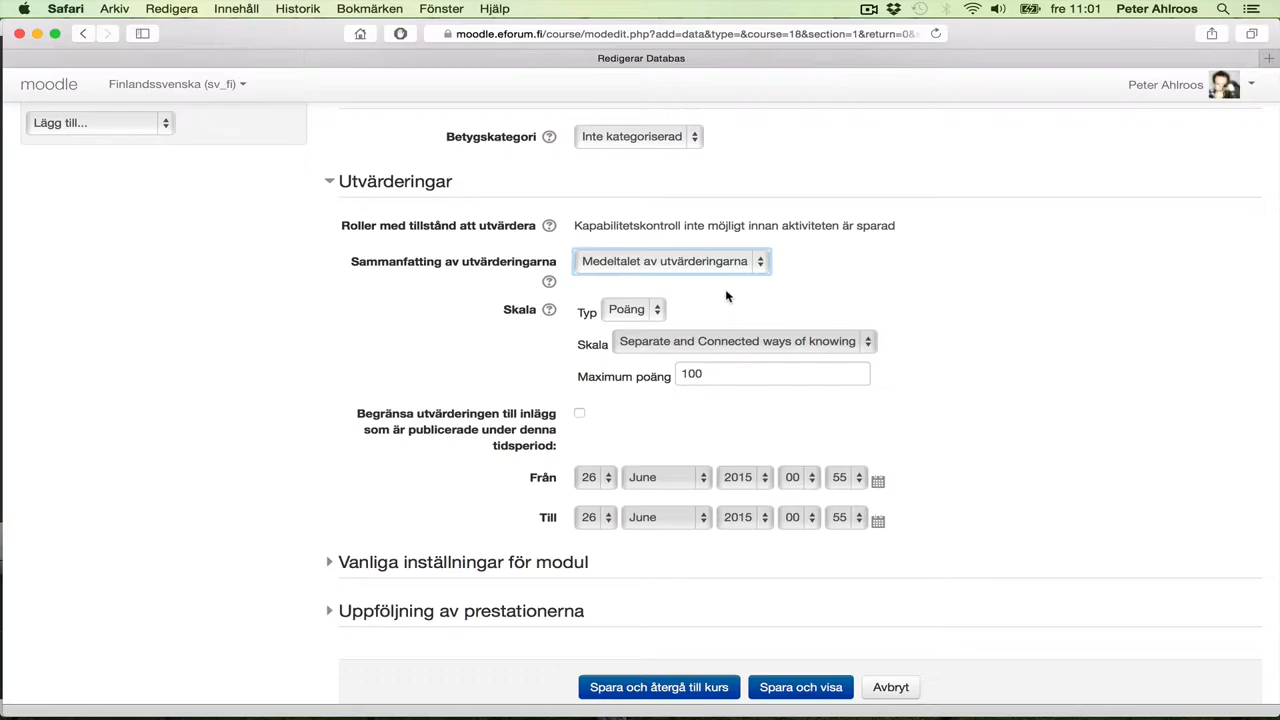 Safari Arkiv Redigera Innehåll Historik Bokmärken Fönster Hjälp fre 11:01 Peter Ahlroos
moodle.eforum.fi/course/modedit.php?add=data&type=&course=18&section=1&return=0&
Redigerar Databas
moodle Finlandssvenska (sv_fi) Peter Ahlroos
Lägg till...
Betygskategori Inte kategoriserad
Utvärderingar
Roller med tillstånd att utvärdera Kapabilitetskontroll inte möjligt innan aktiviteten är sparad
Sammanfatting av utvärderingarna Medeltalet av utvärderingarna
Skala Typ Poäng
Skala Separate and Connected ways of knowing
Maximum poäng 100
Begränsa utvärderingen till inlägg
som är publicerade under denna
tidsperiod:
Från 26 June 2015 00 55
Till 26 June 2015 00 55
Vanliga inställningar för modul
Uppföljning av prestationerna
Spara och återgå till kurs Spara och visa Avbryt